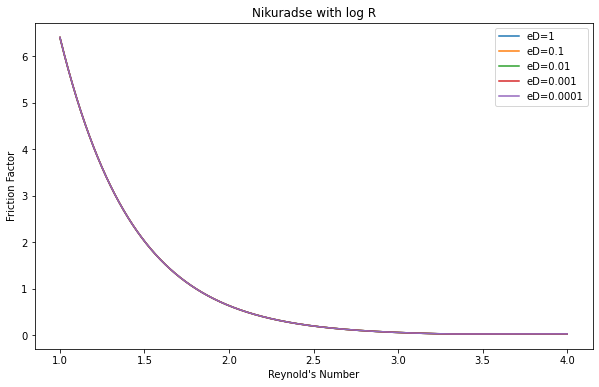 Nikuradse with log R
eD=1
eD=0.1
eD=0.01
eD=0.001
eD=0.0001
Friction Factor
6
5
4
3
2
1
0
1.0 1.5 2.0 2.5 3.0 3.5 4.0
Reynold's Number